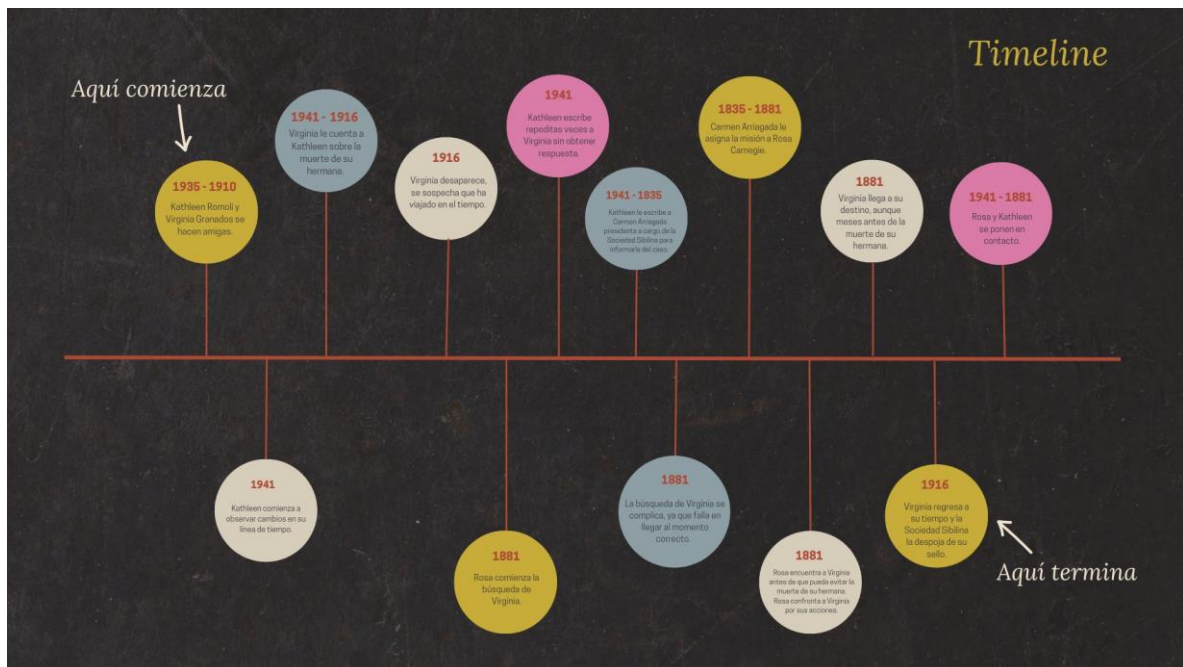 Timeline
Aquí comienza
1935 - 1910
Kathleen Romoli y
Virginia Granados se
hacen amigas.
1941 - 1916
Virginia le cuenta a
Kathleen sobre la
muerte de su
hermana.
1916
Virginia desaparece,
se sospecha que ha
viajado en el tiempo.
1941
Kathleen escribe
repeditas veces a
Virginia sin obtener
respuesta.
1941 - 1835
Kathleen le escribe a
Carmen Arriagada
presidenta a cargo de la
Sociedad Sibilina para
informarla del caso.
1835 - 1881
Carmen Arriagada le
asigna la misión a Rosa
Carnegie.
1881
Virginia llega a su
destino, aunque
meses antes de la
muerte de su
hermana.
1941 - 1881
Rosa y Kathleen
se ponen en
contacto.
1941
Kathleen comienza a
observar cambios en su
línea de tiempo.
1881
Rosa comienza la
búsqueda de
Virginia.
1881
La búsqueda de Virginia se
complica, ya que falla en
llegar al momento
correcto.
1881
Rosa encuentra a Virginia
antes de que pueda evitar la
muerte de su hermana.
Rosa confronta a Virginia
por sus acciones.
1916
Virginia regresa a
su tiempo y la
Sociedad Sibilina
la despoja de su
sello.
Aquí termina